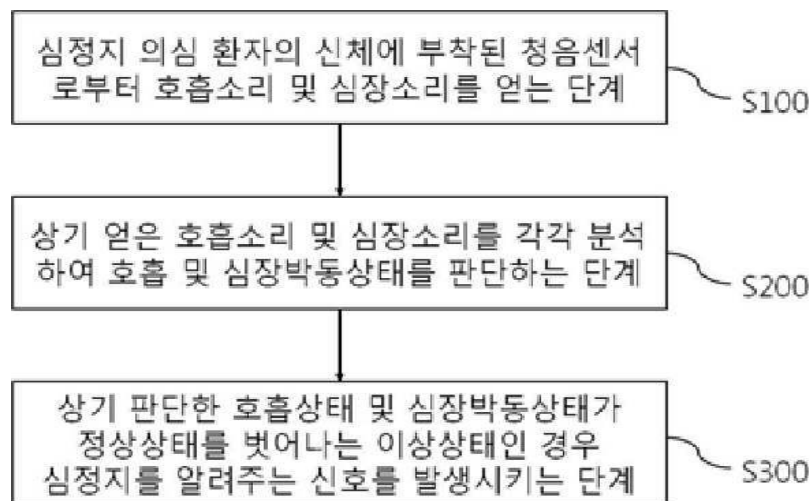 심정지 의심 환자의 신체에 부착된 청음센서
로부터 호흡소리 및 심장소리를 얻는 단계
S100
상기 얻은 호흡소리 및 심장소리를 각각 분석
하여 호흡 및 심장박동상태를 판단하는 단계
S200
상기 판단한 호흡상태 및 심장박동상태가
정상상태를 벗어나는 이상상태인 경우
심정지를 알려주는 신호를 발생시키는 단계
S300